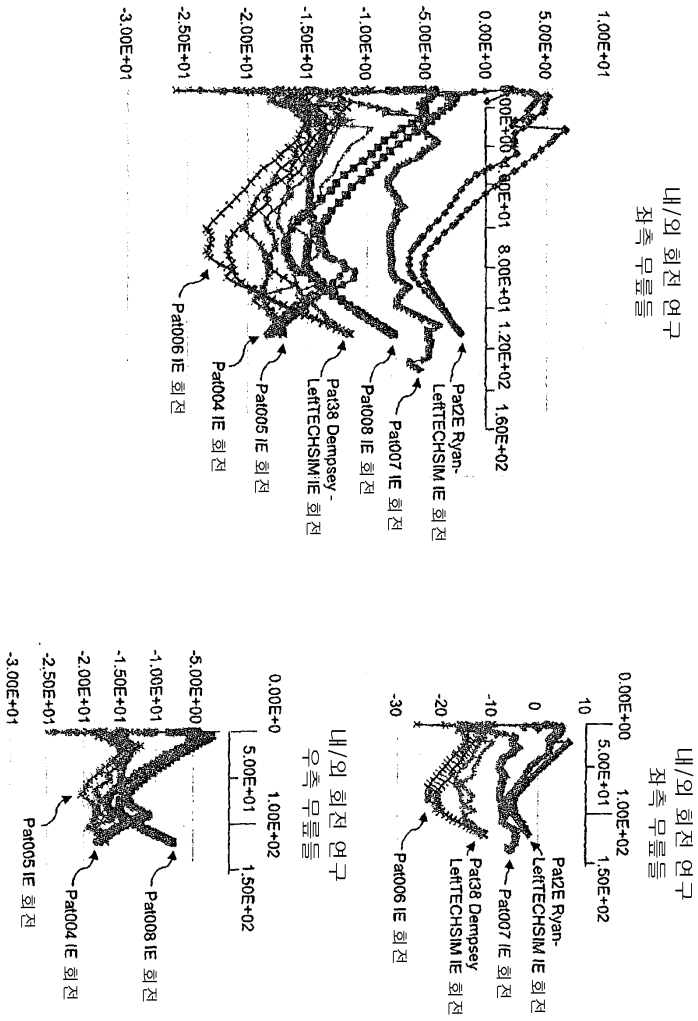 내/외 회전 연구
좌측 무릎들
1.00E+01
5.00E+00
0.00E+00
-5.00E+00
-1.00E+01
-1.50E+01
-2.00E+01
-2.50E+01
-3.00E+01
8.00E+01
1.20E+02
1.60E+02
Pat2E Ryan-
LeftTECHSIM IE 회전
Pat007 IE 회전
Pat008 IE 회전
Pat38 Dempsey -
LeftTECHSIM IE 회전
Pat005 IE 회전
Pat004 IE 회전
Pat006 IE 회전
내/외 회전 연구
좌측 무릎들
10
0
-10
-20
-30
0.00E+00
5.00E+01
1.00E+02
1.50E+02
Pat2E Ryan-
LeftTECHSIM IE 회전
Pat007 IE 회전
Pat38 Dempsey
LeftTECHSIM IE 회전
Pat006 IE 회전
내/외 회전 연구
우측 무릎들
0.00E+0
-5.00E+00
-1.00E+01
-1.50E+01
-2.00E+01
-2.50E+01
-3.00E+01
5.00E+01
1.00E+02
1.50E+02
Pat008 IE 회전
Pat004 IE 회전
Pat005 IE 회전